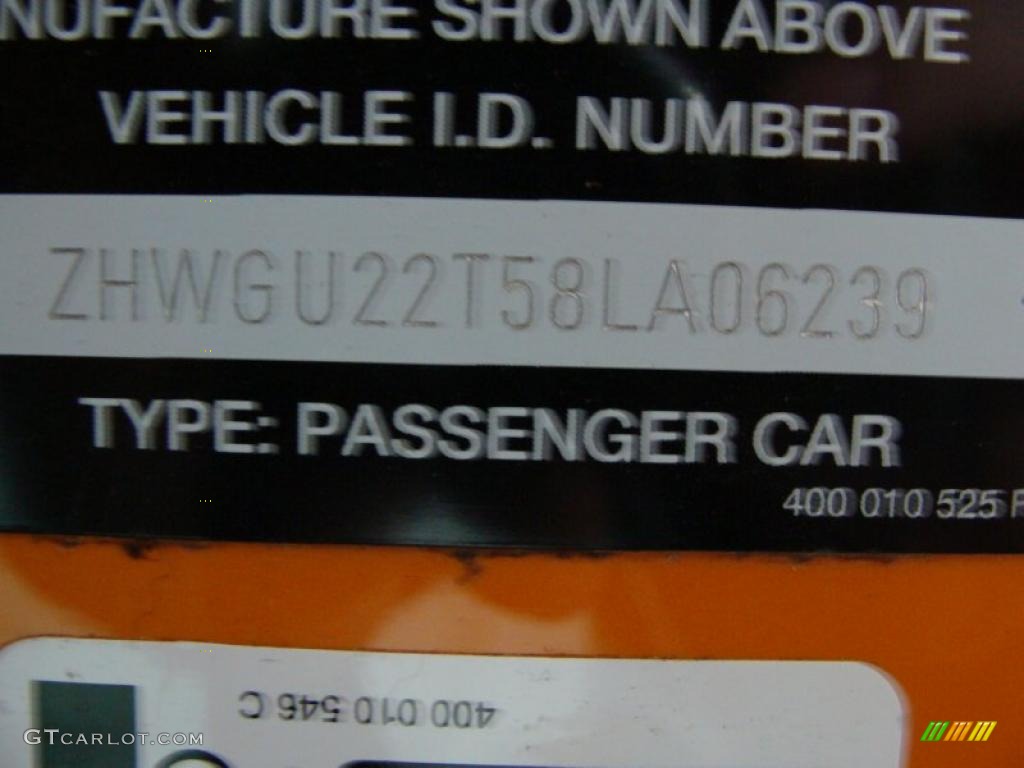 NUFACTURE SHOWN ABOVE
VEHICLE I.D. NUMBER
ZHWGU22T58LA06239
TYPE: PASSENGER CAR
400 010 525 F
400 010 546 C
GTCARLOT.COM